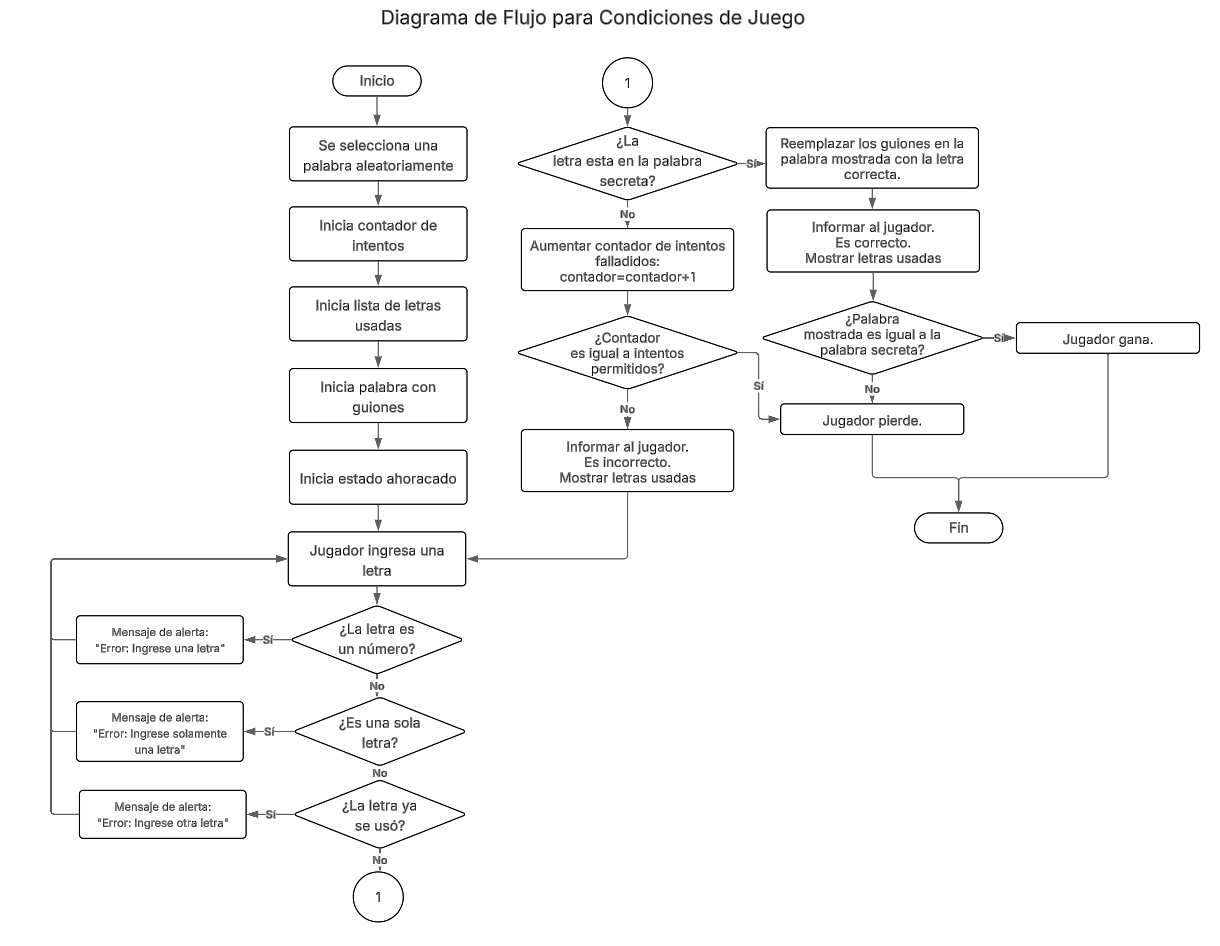 Diagrama de Flujo para Condiciones de Juego
Inicio
Se selecciona una
palabra aleatoriamente
Inicia contador de
intentos
Inicia lista de letras
usadas
Inicia palabra con
guiones
Inicia estado ahoracado
Jugador ingresa una
letra
¿La letra es
un número?
Sí
Mensaje de alerta:
"Error: Ingrese una letra"
No
¿Es una sola
letra?
Sí
Mensaje de alerta:
"Error: Ingrese solamente
una letra"
No
¿La letra ya
se usó?
Sí
Mensaje de alerta:
"Error: Ingrese otra letra"
No
1
1
¿La
letra esta en la palabra
secreta?
Sí
Reemplazar los guiones en la
palabra mostrada con la letra
correcta.
No
Aumentar contador de intentos
falladidos:
contador=contador+1
Informar al jugador.
Es correcto.
Mostrar letras usadas
¿Contador
es igual a intentos
permitidos?
Sí
No
Informar al jugador.
Es incorrecto.
Mostrar letras usadas
¿Palabra
mostrada es igual a la
palabra secreta?
Sí
Jugador gana.
No
Jugador pierde.
Fin